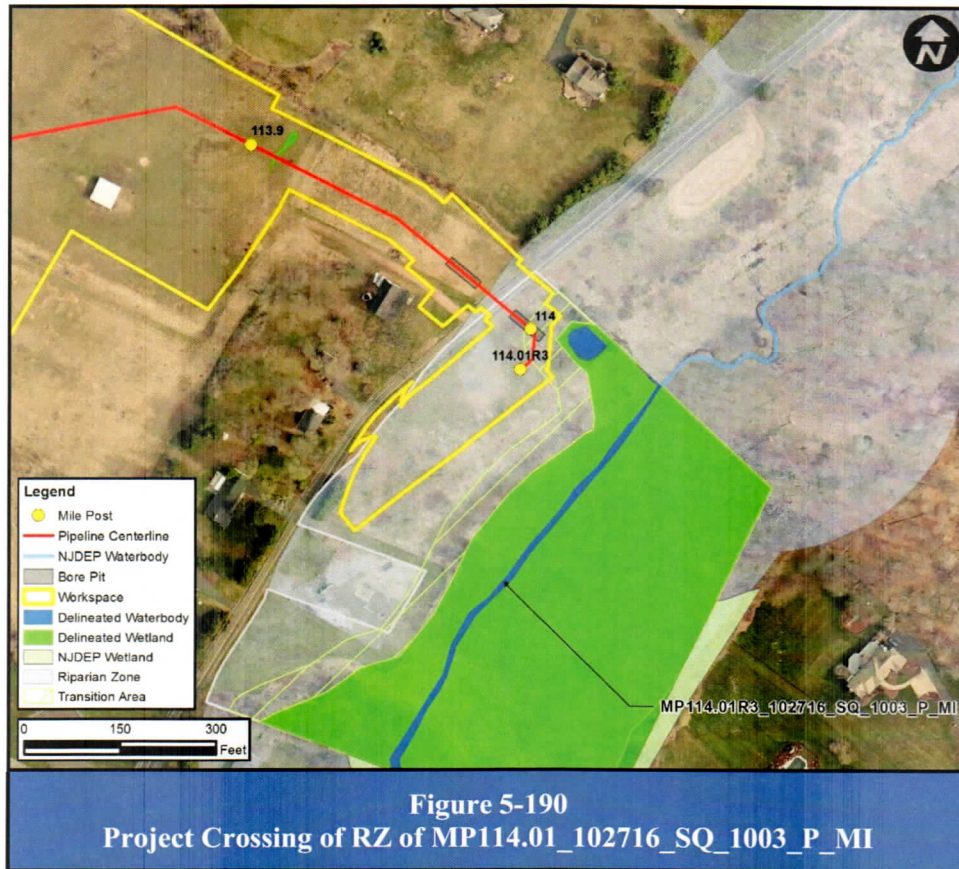 N
113.9
114
114.01R3
Legend
Mile Post
Pipeline Centerline
NJDEP Waterbody
Bore Pit
Workspace
Delineated Waterbody
Delineated Wetland
NJDEP Wetland
Riparian Zone
Transition Area
0 150 300
Feet
MP114.01R3_102716_SQ_1003_P_MI
Figure 5-190
Project Crossing of RZ of MP114.01_102716_SQ_1003_P_MI